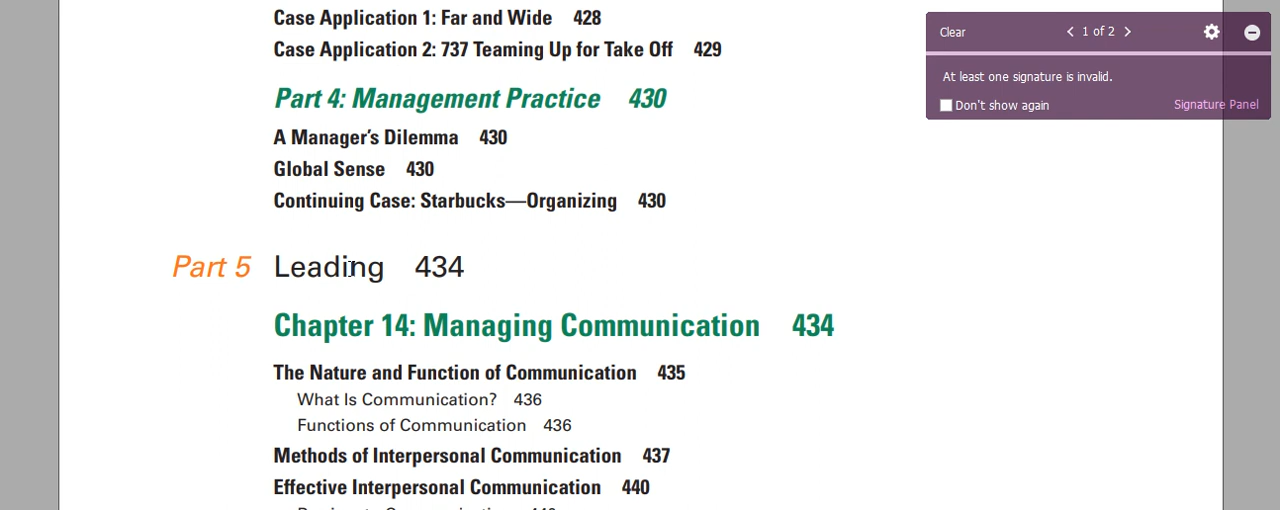 Case Application 1: Far and Wide 428
Case Application 2: 737 Teaming Up for Take Off 429
Part 4: Management Practice 430
A Manager's Dilemma 430
Global Sense 430
Continuing Case: Starbucks—Organizing 430
Part 5 Leading 434
Chapter 14: Managing Communication 434
The Nature and Function of Communication 435
What Is Communication? 436
Functions of Communication 436
Methods of Interpersonal Communication 437
Effective Interpersonal Communication 440
Clear 1 of 2
At least one signature is invalid.
Don't show again Signature Panel